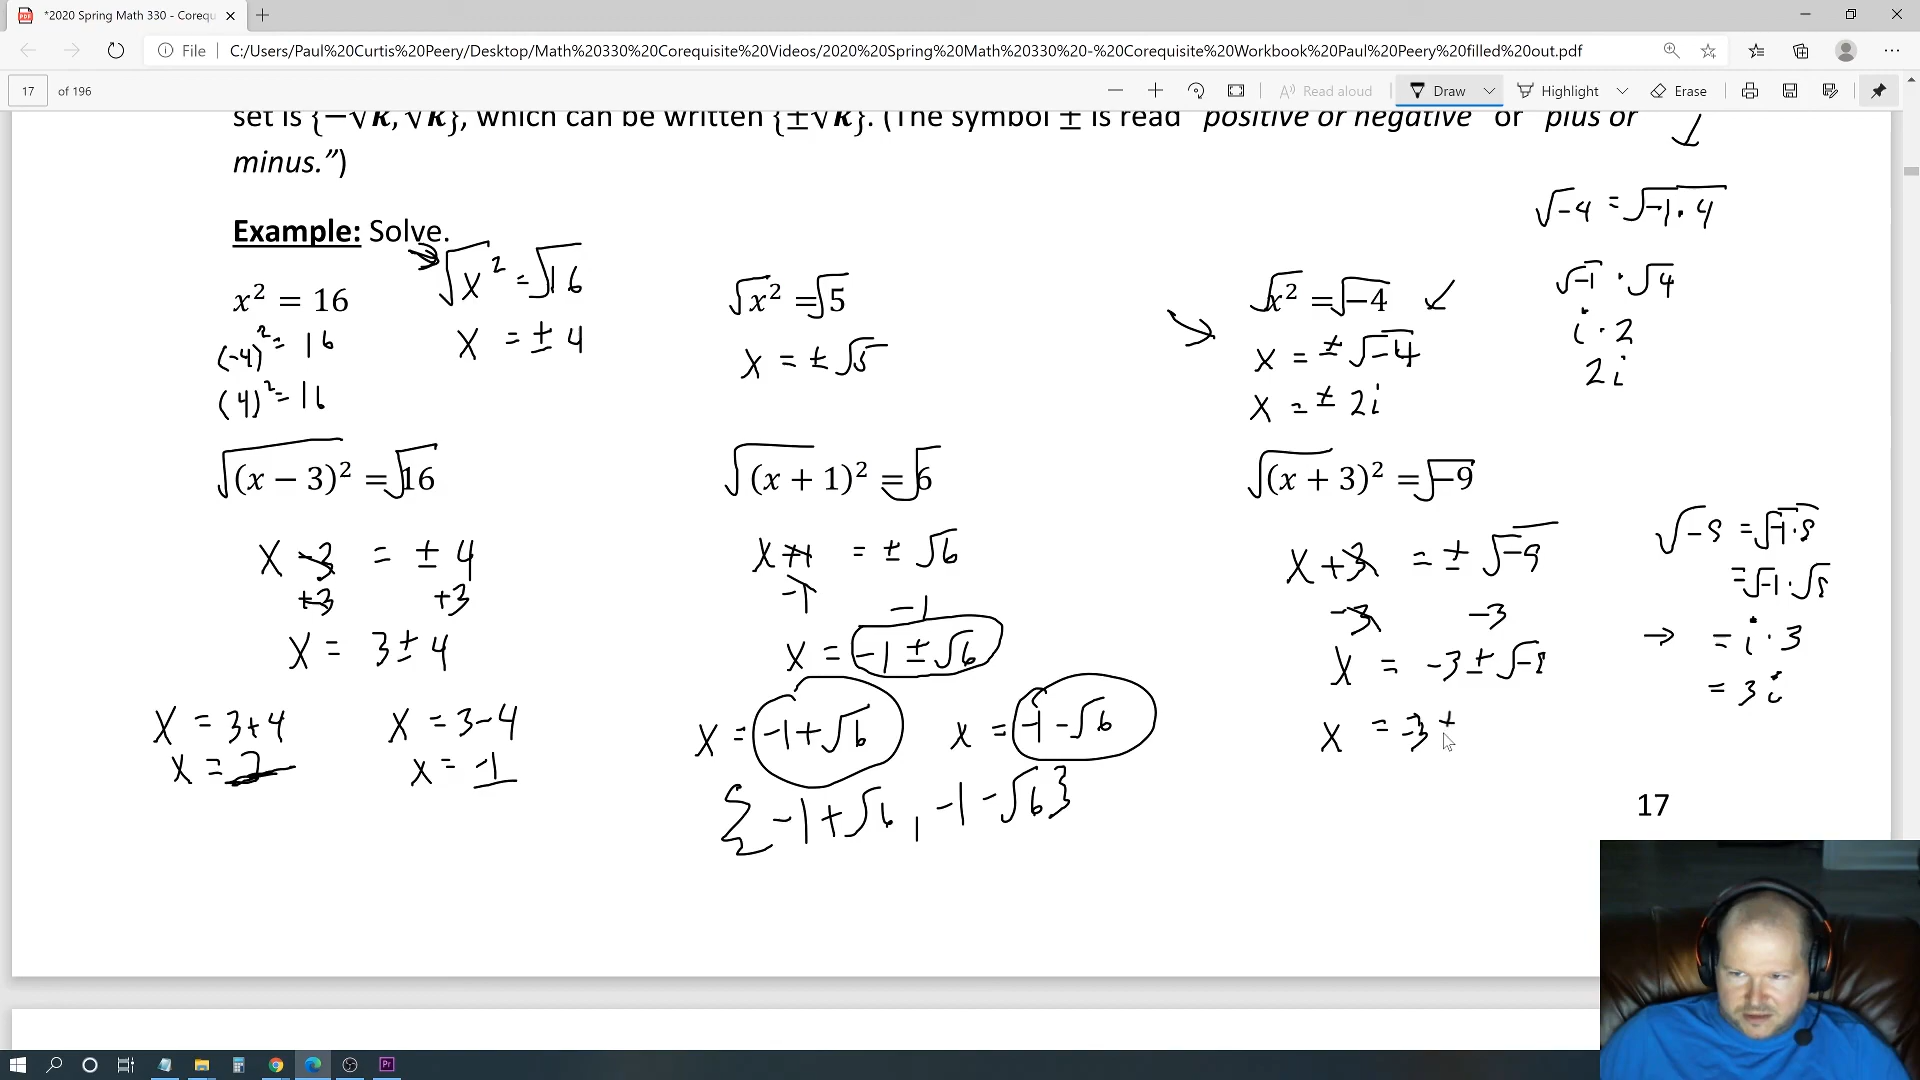 *2020 Spring Math 330 - Corequ
File C:/Users/Paul%20Curtis%20Peery/Desktop/Math%20330%20Corequisite%20Videos/2020%20Spring%20Math%20330%20-%20Corequisite%20Workbook%20Paul%20Peery%20filled%20out.pdf
17 of 196 Read aloud Draw Highlight Erase
set is {−√k, √k}, which can be written {±√k}. (The symbol ± is read "positive or negative" or "plus or
minus.")
Example: Solve.
x² = 16
(-4)² = 16
(4)² = 16
√x² = √16
x = ± 4
√x² = √5
x = ± √5
√x² = √−4
x = ± √-4
x = ± 2i
√-4 = √-1·4
√-1 · √4
i · 2
2i
√(x − 3)² = √16
x -3 = ± 4
+3 +3
x = 3 ± 4
x = 3+4 x = 3-4
x = 7 x = -1
√(x + 1)² = √6
x +1 = ± √6
-1 -1
x = -1 ± √6
x = -1+√6 x = -1-√6
{ -1+√6 , -1-√6 }
√(x + 3)² = √−9
x +3 = ± √-9
-3 -3
x = -3 ± √-9
x = -3 ±
√-9 = √-1·9
= √-1 · √9
→ = i · 3
= 3i
17
Pr